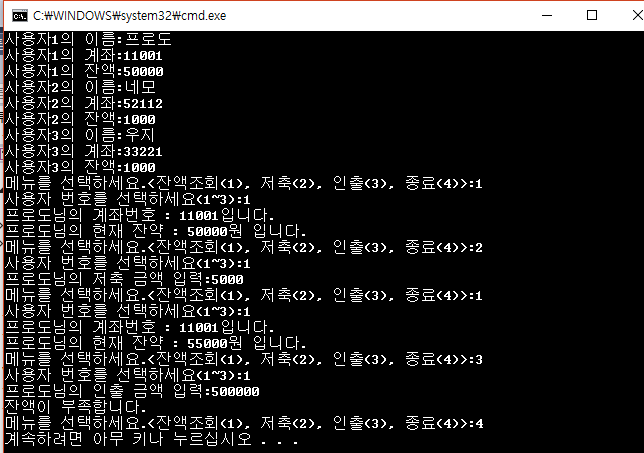 C:\WINDOWS\system32\cmd.exe
사용자1의 이름:프로도
사용자1의 계좌:11001
사용자1의 잔액:50000
사용자2의 이름:네모
사용자2의 계좌:52112
사용자2의 잔액:1000
사용자3의 이름:우지
사용자3의 계좌:33221
사용자3의 잔액:1000
메뉴를 선택하세요.<잔액조회(1), 저축(2), 인출(3), 종료(4)>:1
사용자 번호를 선택하세요(1~3):1
프로도님의 계좌번호 : 11001입니다.
프로도님의 현재 잔약 : 50000원 입니다.
메뉴를 선택하세요.<잔액조회(1), 저축(2), 인출(3), 종료(4)>:2
사용자 번호를 선택하세요(1~3):1
프로도님의 저축 금액 입력:5000
메뉴를 선택하세요.<잔액조회(1), 저축(2), 인출(3), 종료(4)>:1
사용자 번호를 선택하세요(1~3):1
프로도님의 계좌번호 : 11001입니다.
프로도님의 현재 잔약 : 55000원 입니다.
메뉴를 선택하세요.<잔액조회(1), 저축(2), 인출(3), 종료(4)>:3
사용자 번호를 선택하세요(1~3):1
프로도님의 인출 금액 입력:500000
잔액이 부족합니다.
메뉴를 선택하세요.<잔액조회(1), 저축(2), 인출(3), 종료(4)>:4
계속하려면 아무 키나 누르십시오 . . .